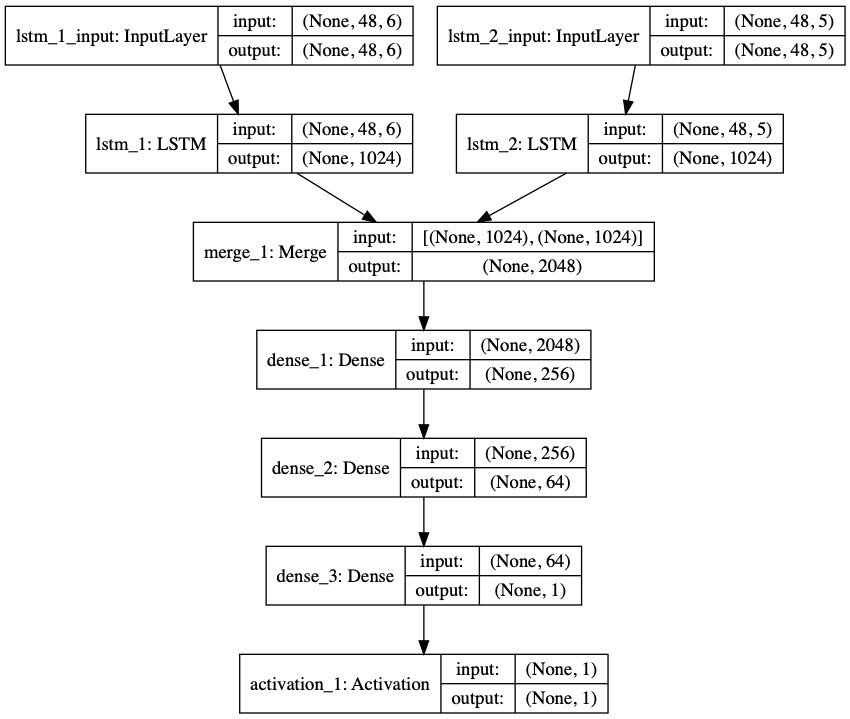 lstm_1_input: InputLayer
input: (None, 48, 6)
output: (None, 48, 6)
lstm_2_input: InputLayer
input: (None, 48, 5)
output: (None, 48, 5)
lstm_1: LSTM
input: (None, 48, 6)
output: (None, 1024)
lstm_2: LSTM
input: (None, 48, 5)
output: (None, 1024)
merge_1: Merge
input: [(None, 1024), (None, 1024)]
output: (None, 2048)
dense_1: Dense
input: (None, 2048)
output: (None, 256)
dense_2: Dense
input: (None, 256)
output: (None, 64)
dense_3: Dense
input: (None, 64)
output: (None, 1)
activation_1: Activation
input: (None, 1)
output: (None, 1)